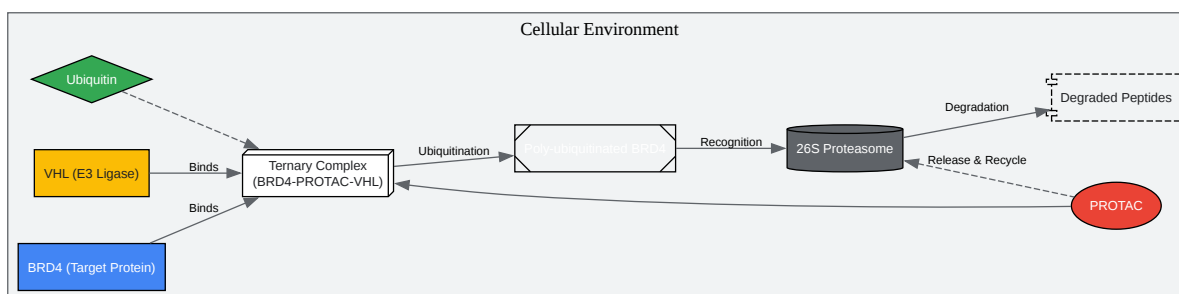 Cellular Environment
Ubiquitin
Degraded Peptides
Degradation
Poly-ubiquitinated BRD4
26S Proteasome
Recognition
Ubiquitination
Ternary Complex
(BRD4-PROTAC-VHL)
Binds
VHL (E3 Ligase)
Release & Recycle
PROTAC
Binds
BRD4 (Target Protein)